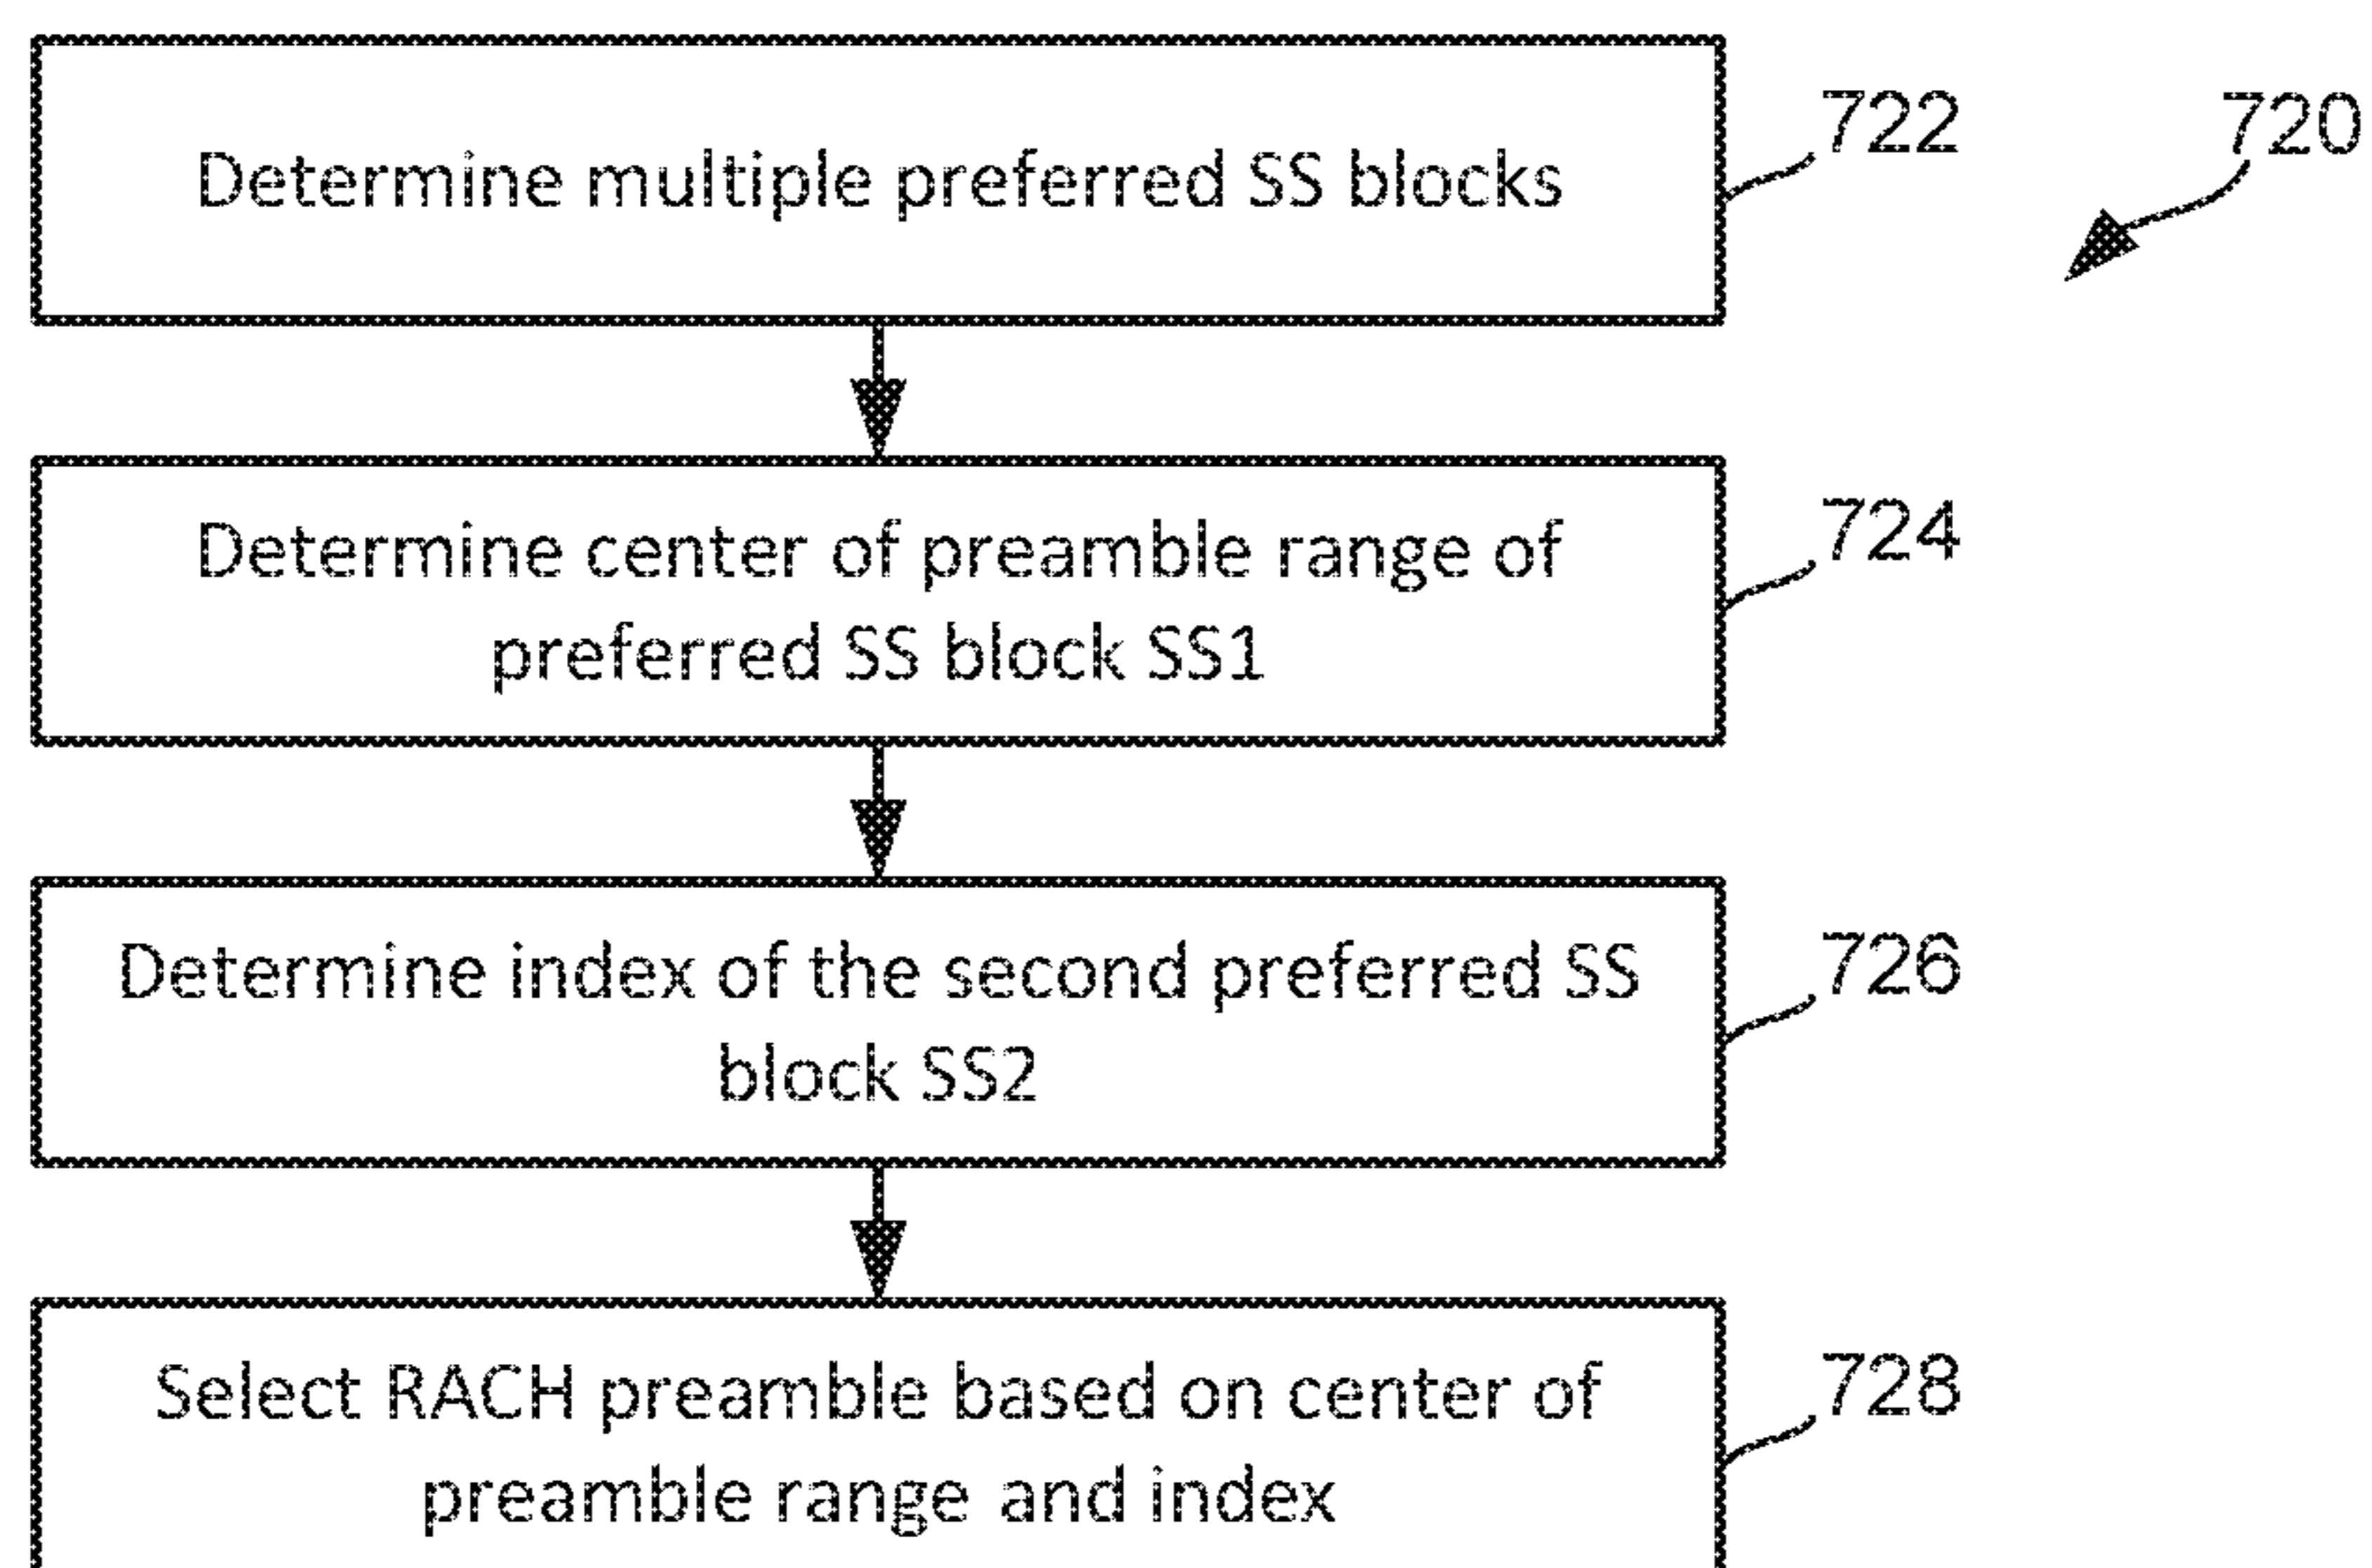 Determine multiple preferred SS blocks
722
720
Determine center of preamble range of
preferred SS block SS1
724
Determine index of the second preferred SS
block SS2
726
Select RACH preamble based on center of
preamble range and index
728